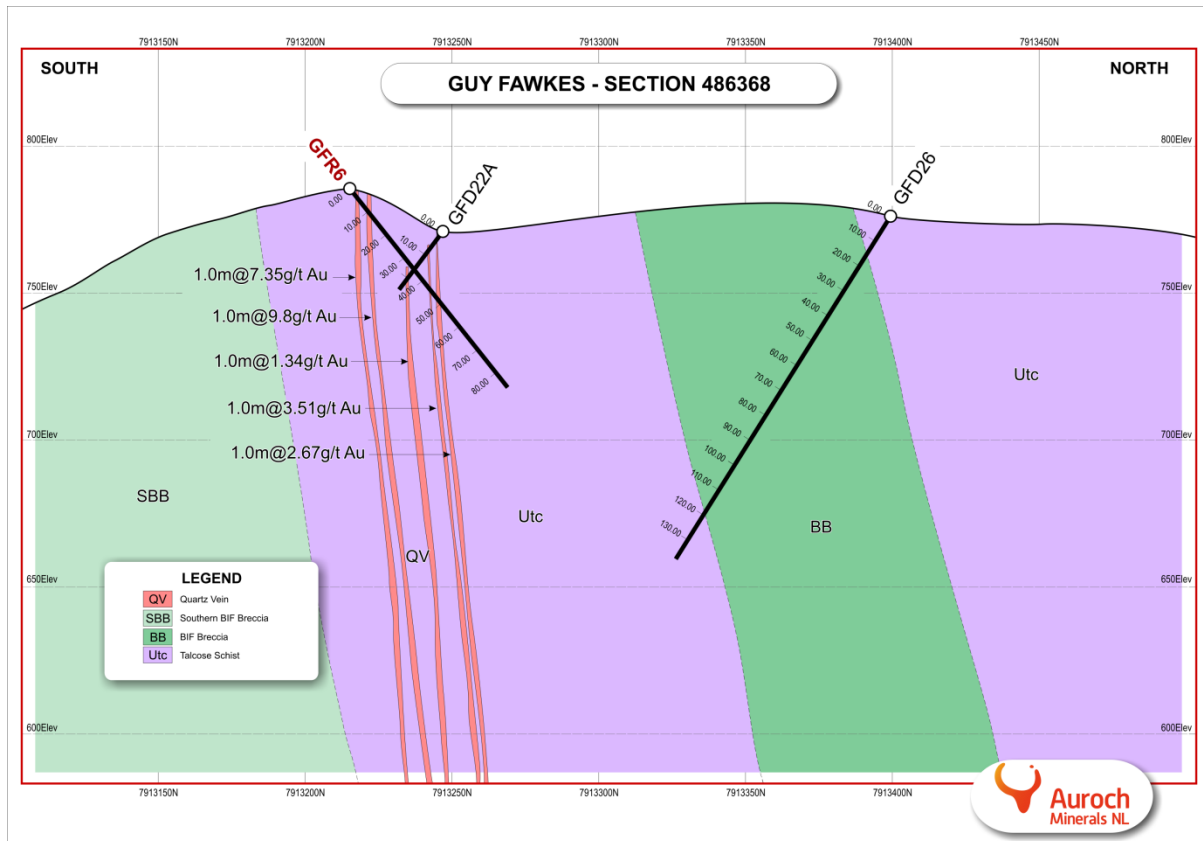 7913150N 7913200N 7913250N 7913300N 7913350N 7913400N 7913450N
SOUTH
NORTH
GUY FAWKES - SECTION 486368
800Elev
800Elev
GFR6
GFD22A
GFD26
0.00
10.00
20.00
30.00
40.00
50.00
60.00
70.00
80.00
0.00
10.00
0.00
10.00
20.00
30.00
40.00
50.00
60.00
70.00
80.00
90.00
100.00
110.00
120.00
130.00
1.0m@7.35g/t Au
750Elev
750Elev
1.0m@9.8g/t Au
1.0m@1.34g/t Au
Utc
1.0m@3.51g/t Au
700Elev
700Elev
1.0m@2.67g/t Au
SBB
Utc
BB
QV
650Elev
650Elev
LEGEND
QV Quartz Vein
SBB Southern BIF Breccia
BB BIF Breccia
Utc Talcose Schist
600Elev
600Elev
7913150N 7913200N 7913250N 7913300N 7913350N 7913400N
Auroch
Minerals NL